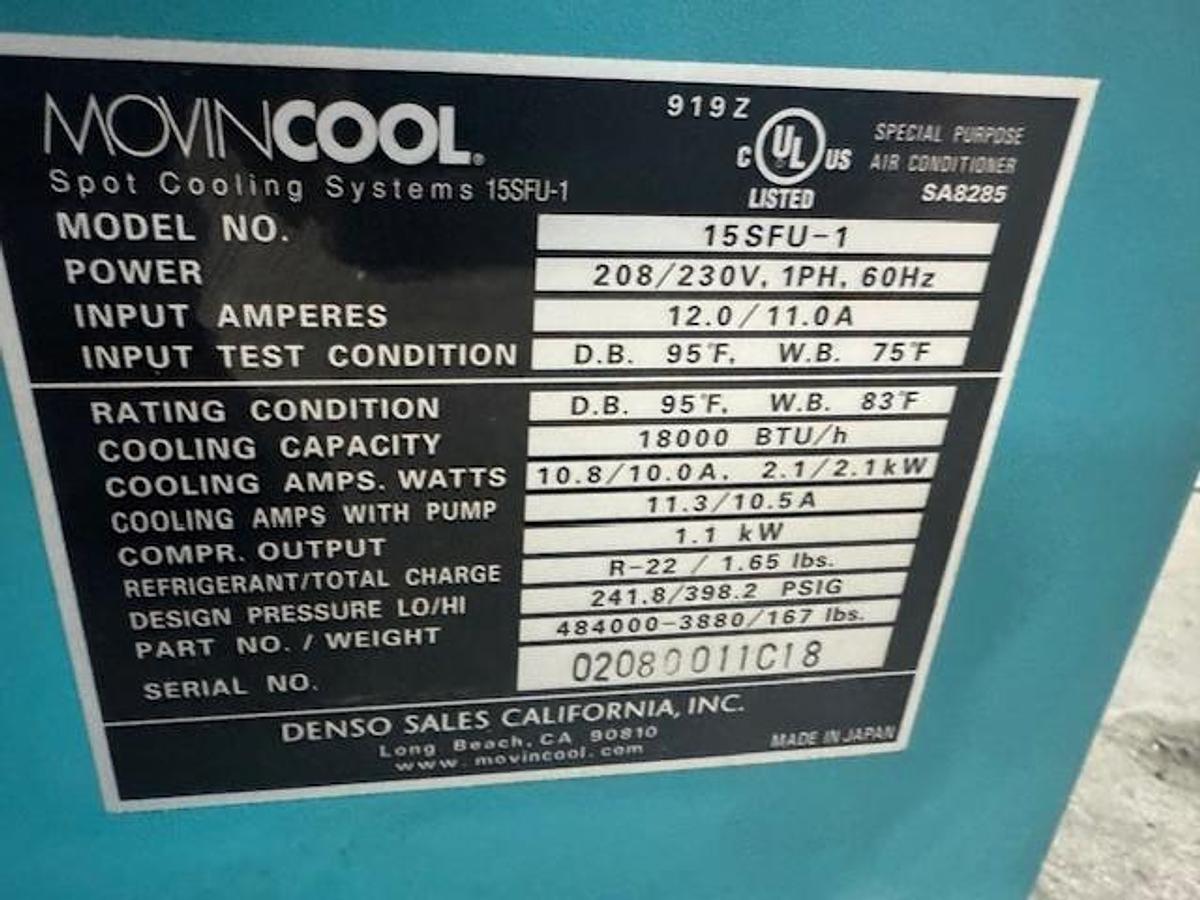 919Z
MOVINCOOL®
C UL US
LISTED
SPECIAL PURPOSE
AIR CONDITIONER
SA8285
Spot Cooling Systems 15SFU-1
MODEL NO. 15SFU-1
POWER 208/230V, 1PH, 60Hz
INPUT AMPERES 12.0/11.0A
INPUT TEST CONDITION D.B. 95°F, W.B. 75°F
RATING CONDITION D.B. 95°F, W.B. 83°F
COOLING CAPACITY 18000 BTU/h
COOLING AMPS. WATTS 10.8/10.0A, 2.1/2.1kW
COOLING AMPS WITH PUMP 11.3/10.5A
COMPR. OUTPUT 1.1 kW
REFRIGERANT/TOTAL CHARGE R-22 / 1.65 lbs.
DESIGN PRESSURE LO/HI 241.8/398.2 PSIG
PART NO. / WEIGHT 484000-3880/167 lbs.
SERIAL NO. 02080011C18
DENSO SALES CALIFORNIA, INC.
Long Beach, CA 90810
www.movincool.com
MADE IN JAPAN